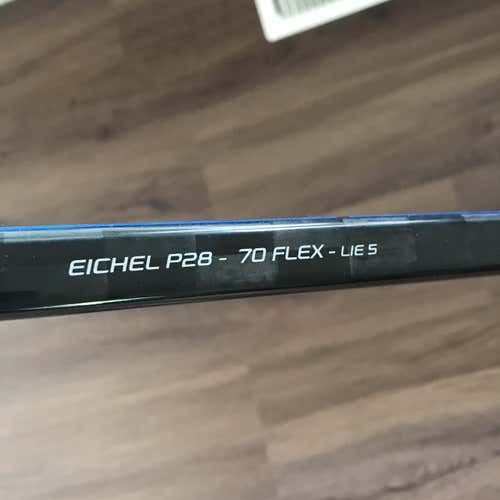 EICHEL P28 - 70 FLEX - LIE 5